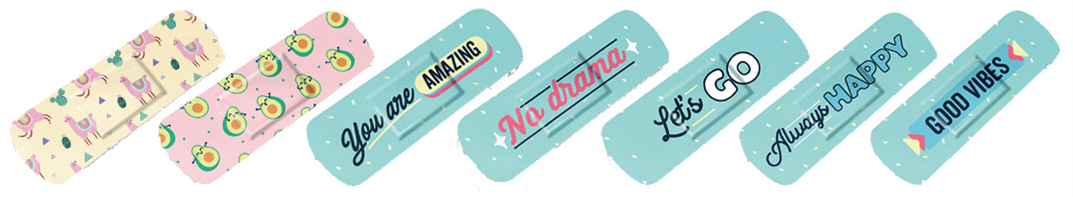 You are AMAZING
No drama
Let's GO
Always HAPPY
GOOD VIBES